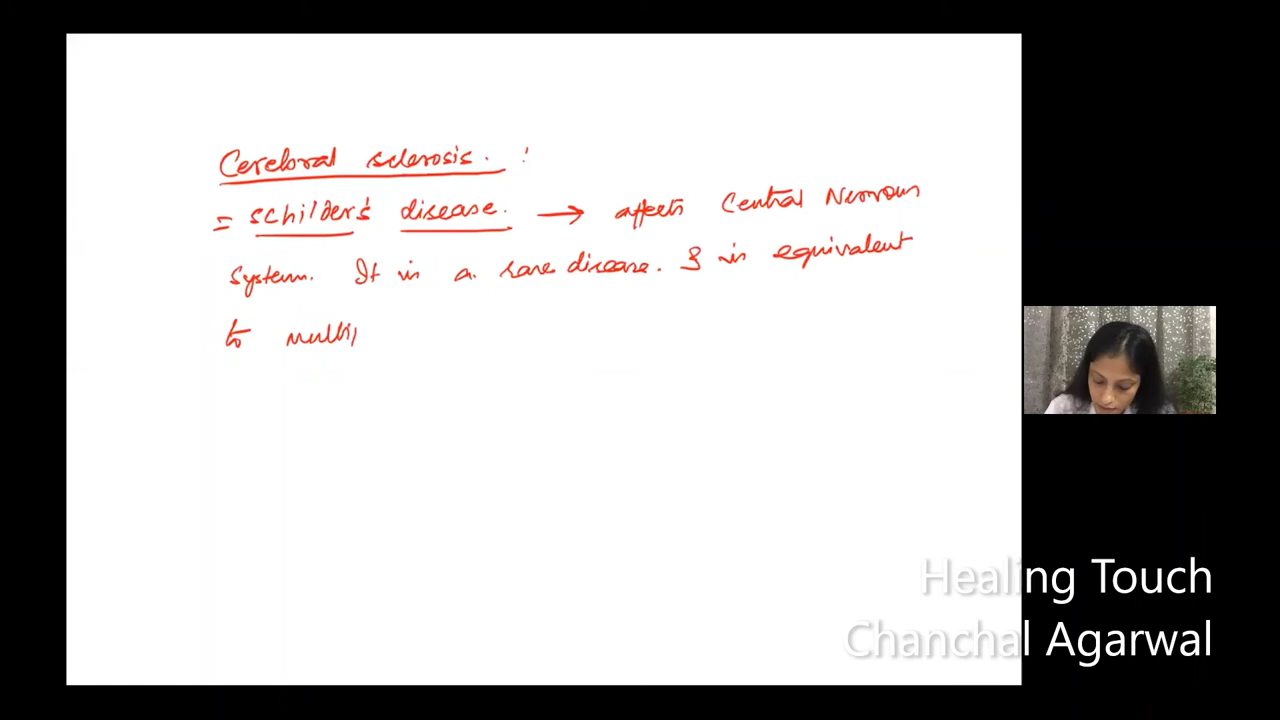 Cerebral sclerosis. :
= schilder's disease. → affects Central Nervous
System. It is a rare disease. & is equivalent
to multip
Healing Touch
Chanchal Agarwal